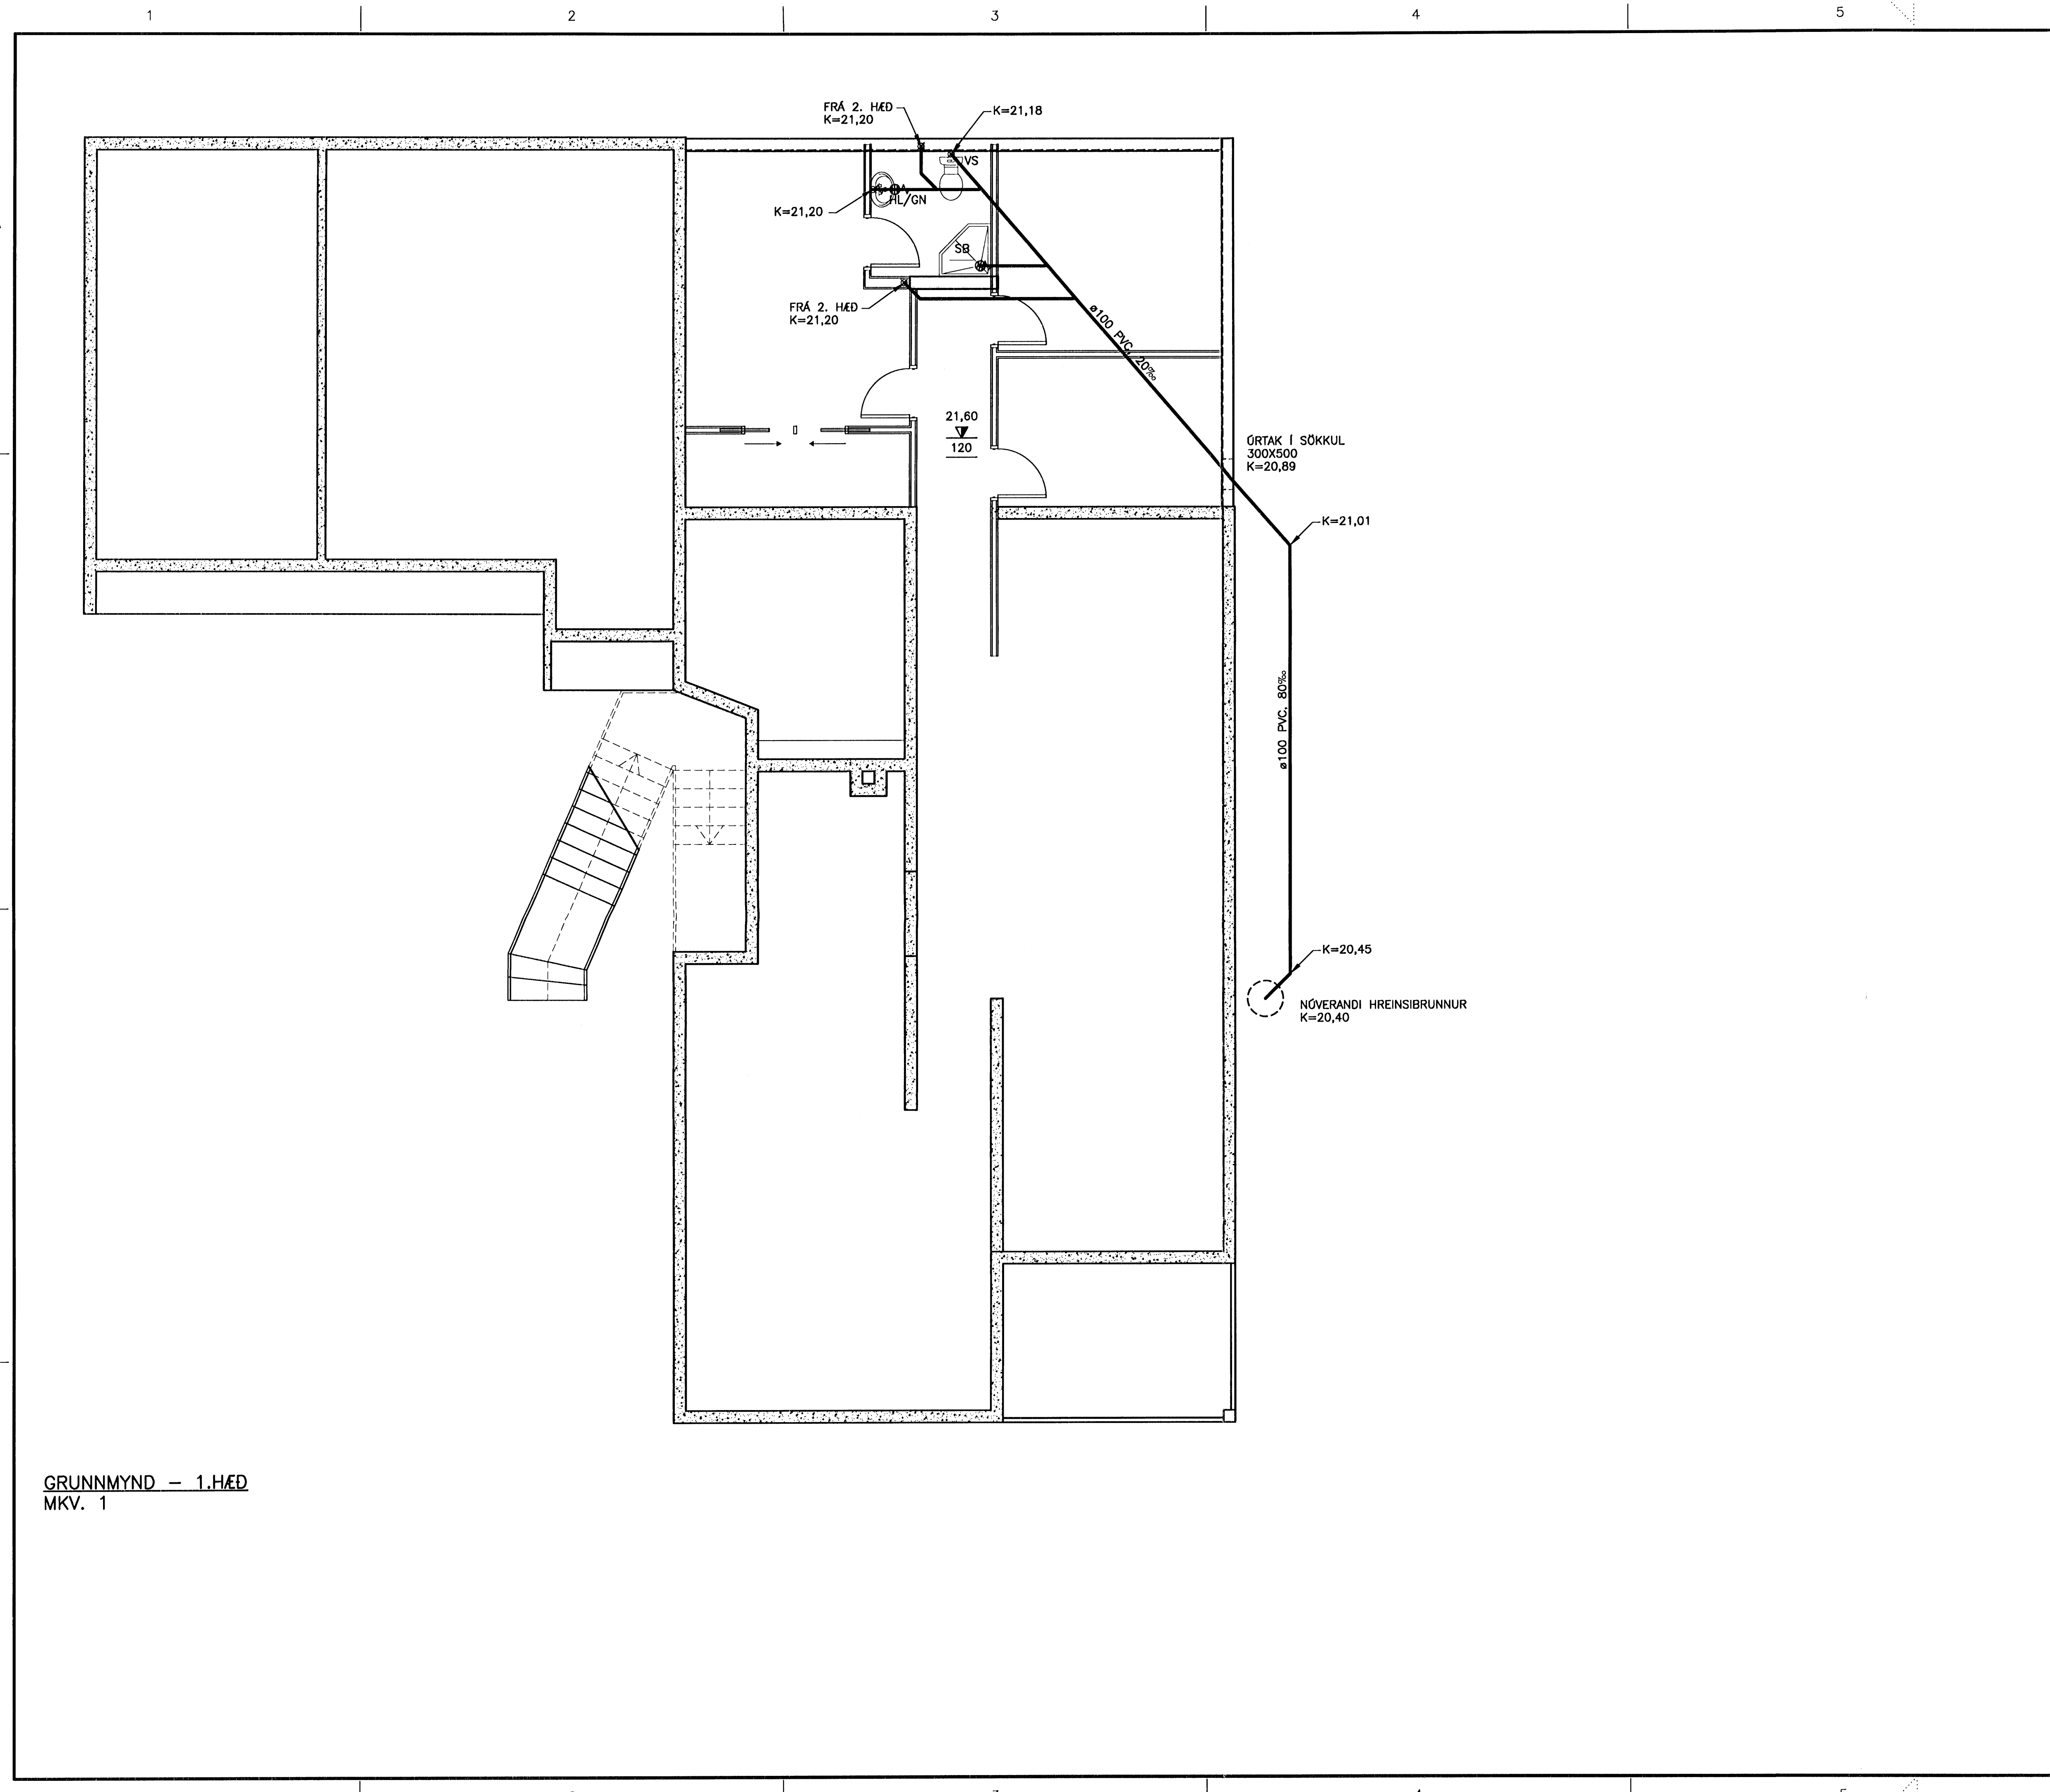 1
2
3
4
5
FRÁ 2. HÆÐ
K=21,20
K=21,18
VS
HL/GN
K=21,20
SB
FRÁ 2. HÆÐ
K=21,20
ø100 PVC, 20‰
21,60
120
ÚRTAK Í SÖKKUL
300X500
K=20,89
K=21,01
ø100 PVC, 80‰
K=20,45
NÚVERANDI HREINSIBRUNNUR
K=20,40
GRUNNMYND – 1.HÆÐ
MKV. 1